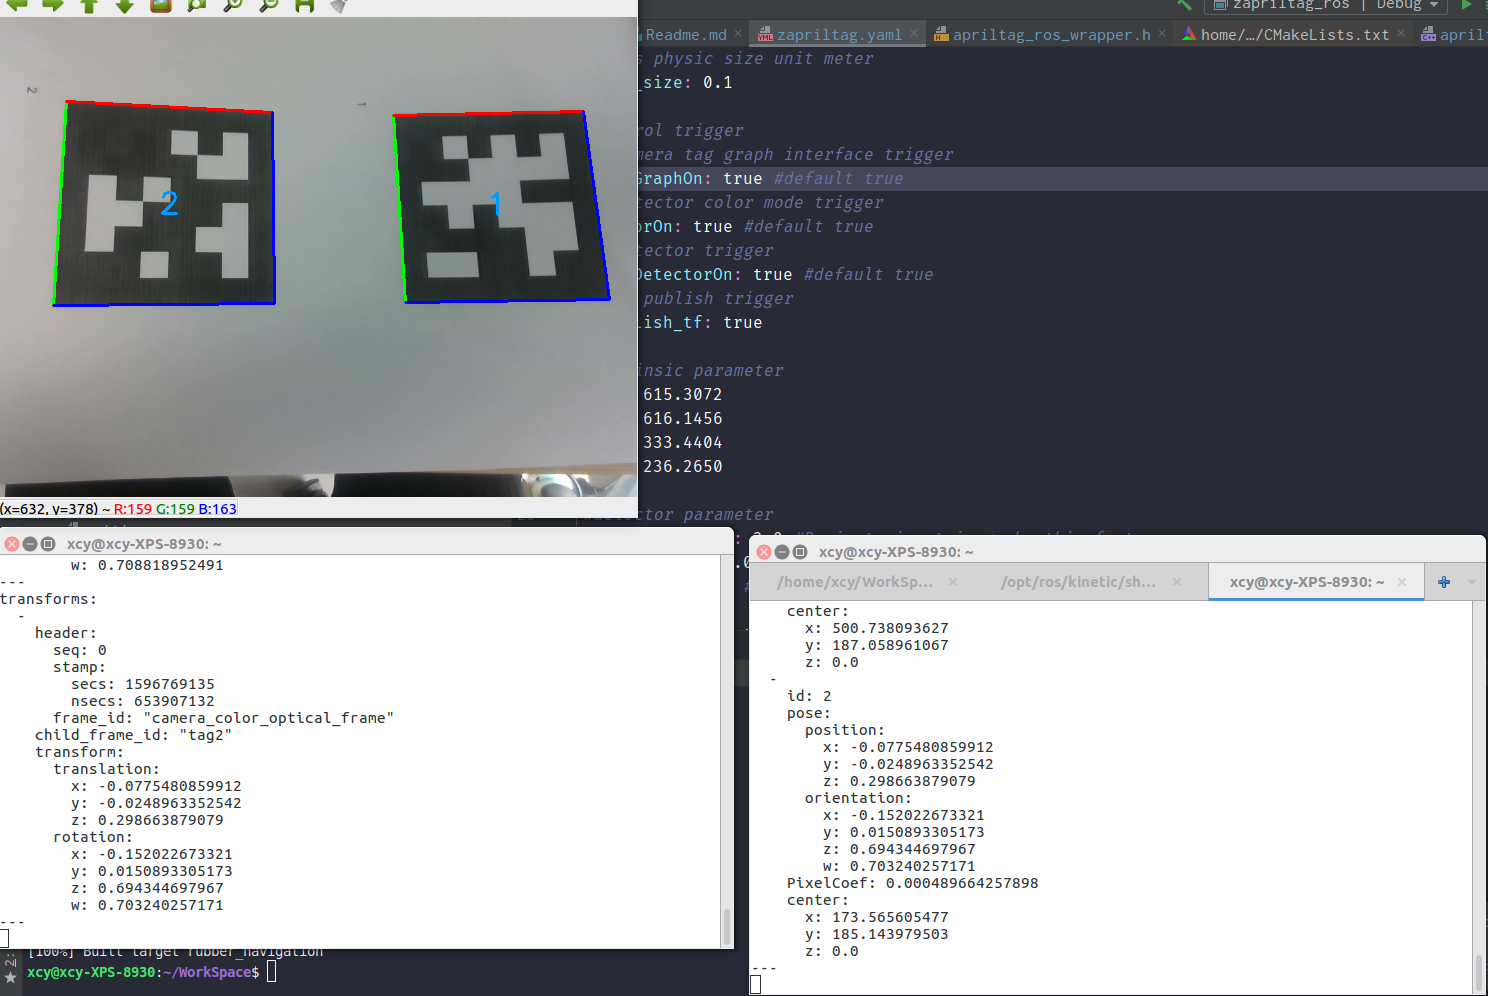 zapriltag_ros | Debug
Readme.md
zapriltag.yaml
apriltag_ros_wrapper.h
home/…/CMakeLists.txt
april
s physic size unit meter
_size: 0.1
rol trigger
mera tag graph interface trigger
GraphOn: true #default true
tector color mode trigger
orOn: true #default true
tector trigger
DetectorOn: true #default true
publish trigger
ish_tf: true
insic parameter
615.3072
616.1456
333.4404
236.2650
parameter
2
1
2
1
(x=632, y=378) ~ R:159 G:159 B:163
xcy@xcy-XPS-8930: ~
w: 0.708818952491
---
transforms:
-
header:
seq: 0
stamp:
secs: 1596769135
nsecs: 653907132
frame_id: "camera_color_optical_frame"
child_frame_id: "tag2"
transform:
translation:
x: -0.0775480859912
y: -0.0248963352542
z: 0.298663879079
rotation:
x: -0.152022673321
y: 0.0150893305173
z: 0.694344697967
w: 0.703240257171
---
[100%] Built target rubber_navigation
xcy@xcy-XPS-8930:~/WorkSpace$
xcy@xcy-XPS-8930: ~
/home/xcy/WorkSp...
/opt/ros/kinetic/sh...
xcy@xcy-XPS-8930: ~
center:
x: 500.738093627
y: 187.058961067
z: 0.0
-
id: 2
pose:
position:
x: -0.0775480859912
y: -0.0248963352542
z: 0.298663879079
orientation:
x: -0.152022673321
y: 0.0150893305173
z: 0.694344697967
w: 0.703240257171
PixelCoef: 0.000489664257898
center:
x: 173.565605477
y: 185.143979503
z: 0.0
---